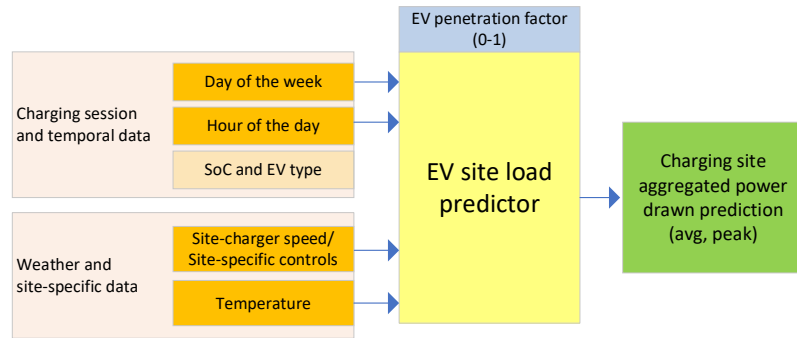 EV penetration factor
(0-1)
Charging session
and temporal data
Day of the week
Hour of the day
SoC and EV type
Weather and
site-specific data
Site-charger speed/
Site-specific controls
Temperature
EV site load
predictor
Charging site
aggregated power
drawn prediction
(avg, peak)